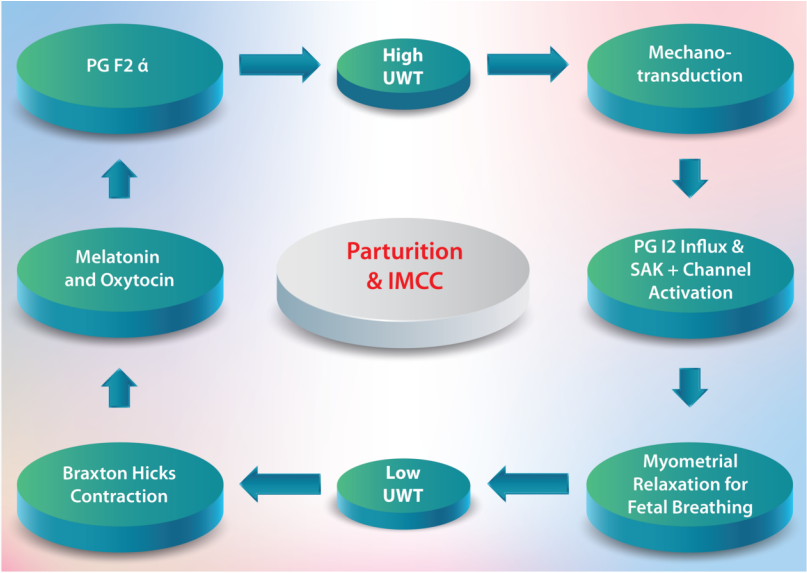 PG F2 ά
High
UWT
Mechano-
transduction
PG I2 Influx &
SAK + Channel
Activation
Myometrial
Relaxation for
Fetal Breathing
Low
UWT
Braxton Hicks
Contraction
Melatonin
and Oxytocin
Parturition
& IMCC